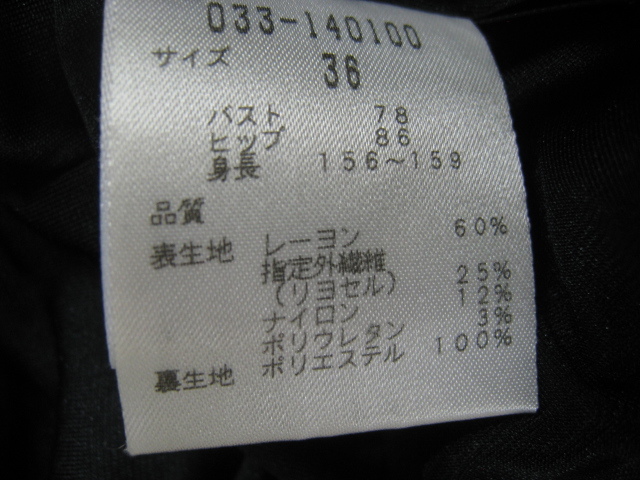 033-140100
サイズ 36
バスト 78
ヒップ 86
身長 156〜159
品質
表生地 レーヨン 60%
指定外繊維
(リヨセル) 25%
ナイロン 12%
ポリウレタン 3%
裏生地 ポリエステル 100%